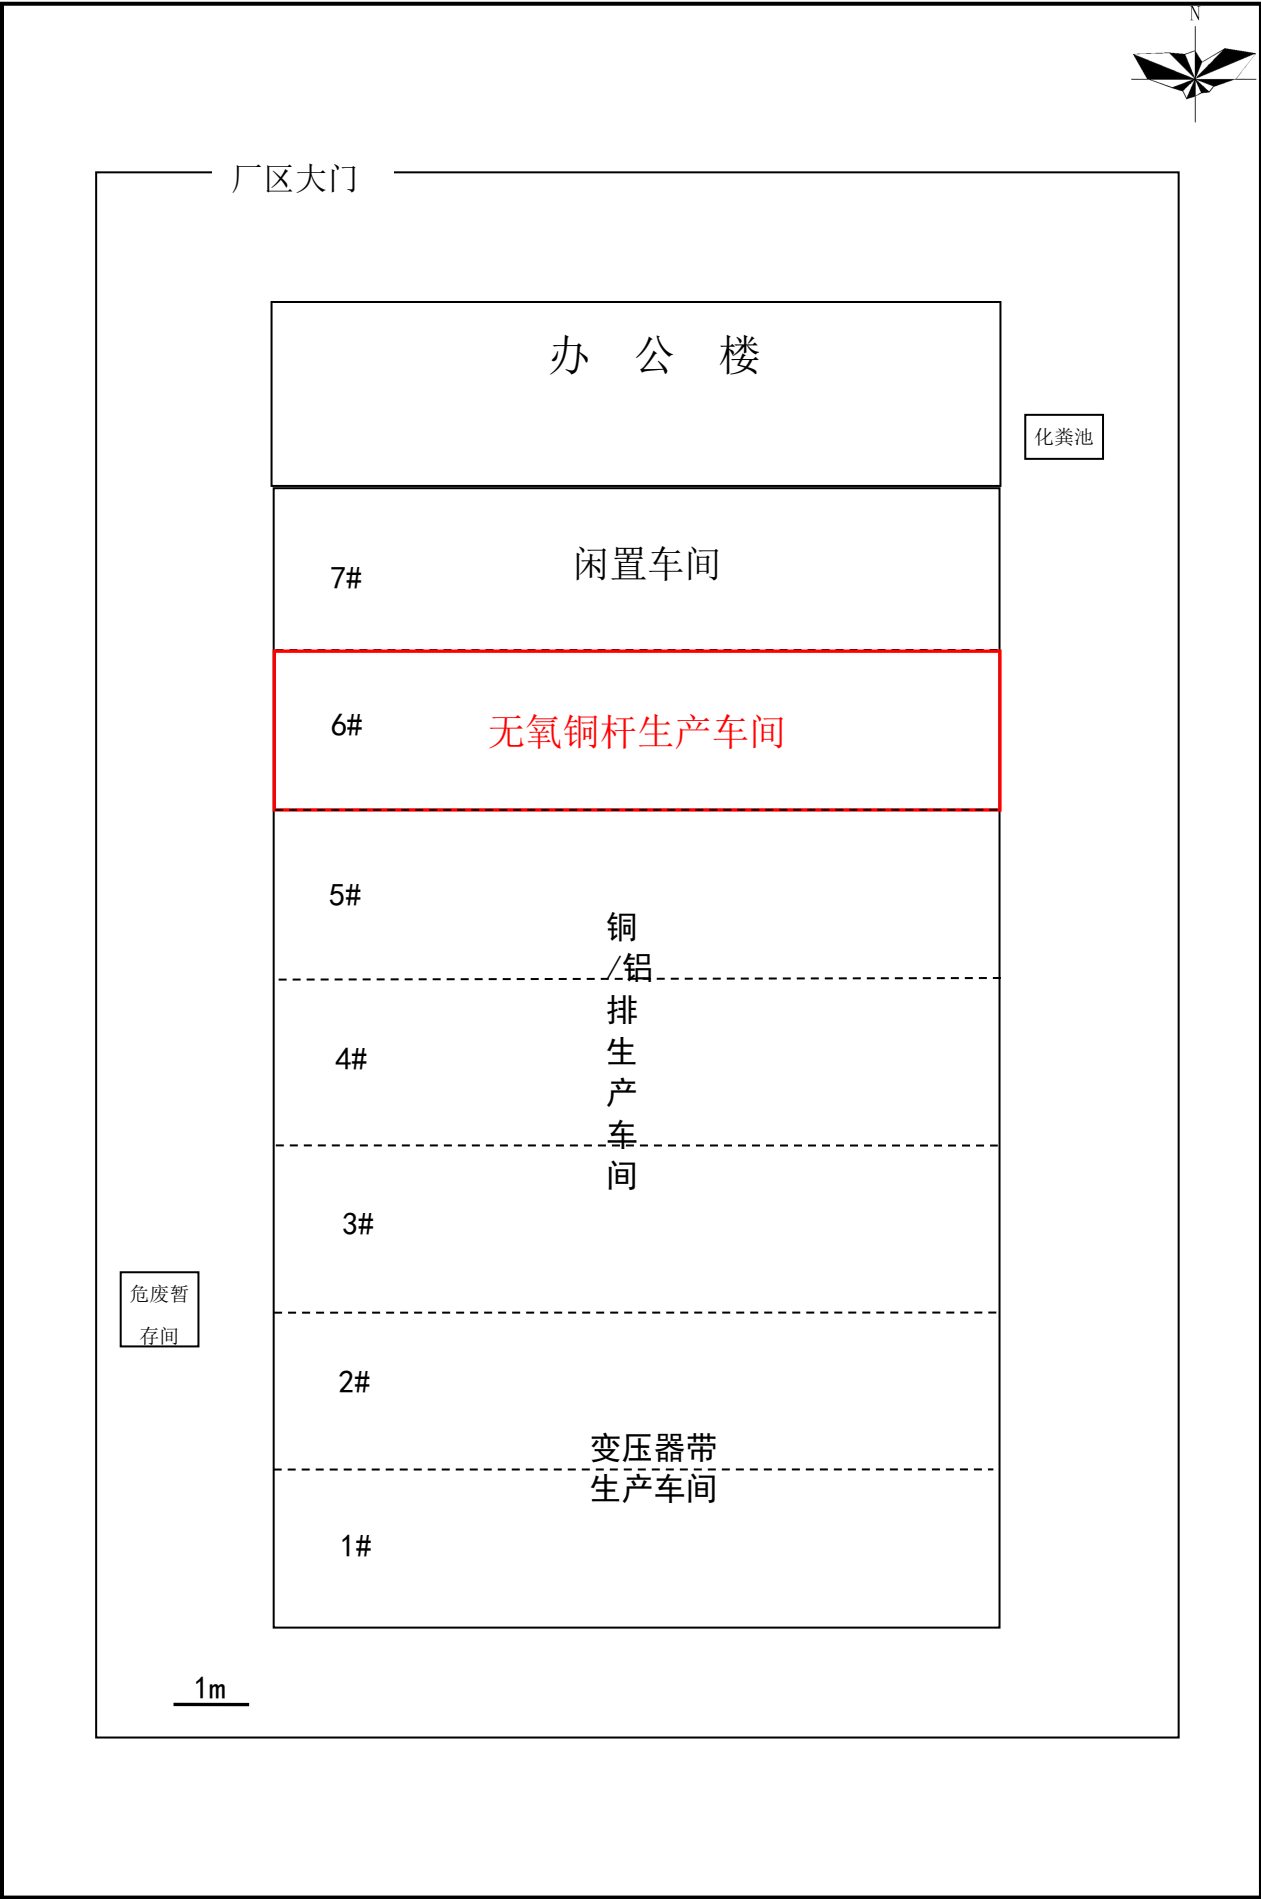 N
厂区大门
办 公 楼
化粪池
7#
闲置车间
6#
无氧铜杆生产车间
5#
铜
/铝
排
生
产
车
间
4#
3#
危废暂
存间
2#
变压器带
生产车间
1#
1m